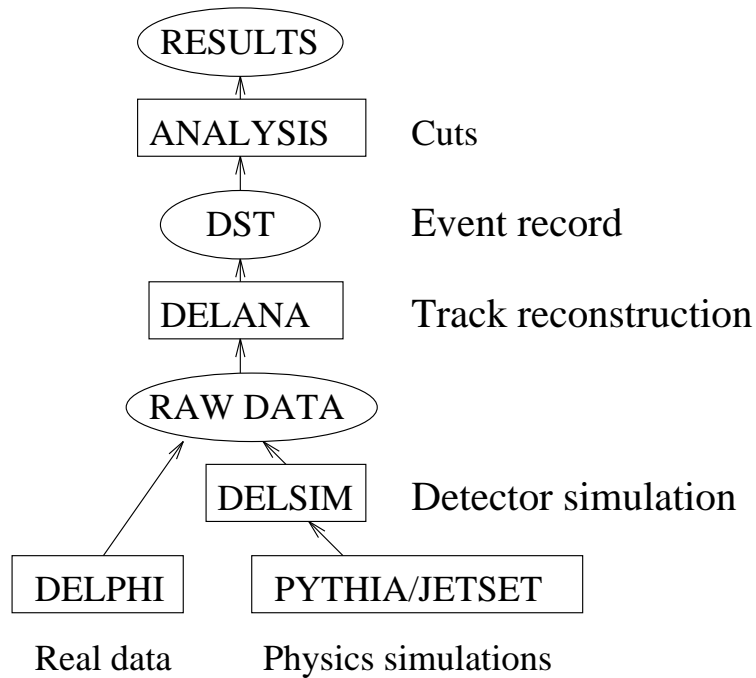 RESULTS
ANALYSIS Cuts
DST Event record
DELANA Track reconstruction
RAW DATA
DELSIM Detector simulation
DELPHI PYTHIA/JETSET
Real data Physics simulations